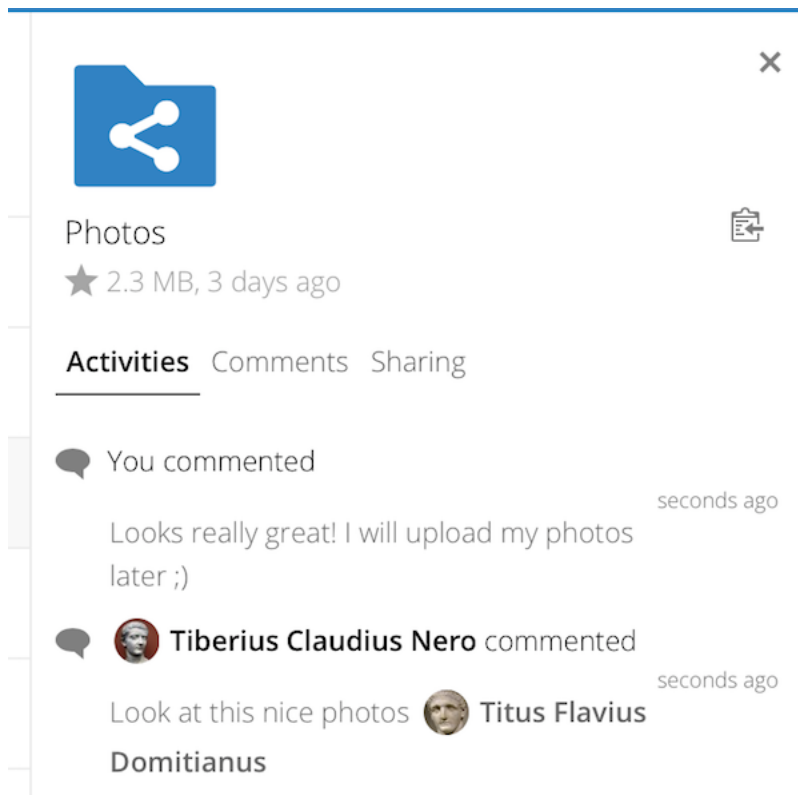 Photos
2.3 MB, 3 days ago
Activities Comments Sharing
You commented
seconds ago
Looks really great! I will upload my photos
later ;)
Tiberius Claudius Nero commented
seconds ago
Look at this nice photos Titus Flavius
Domitianus